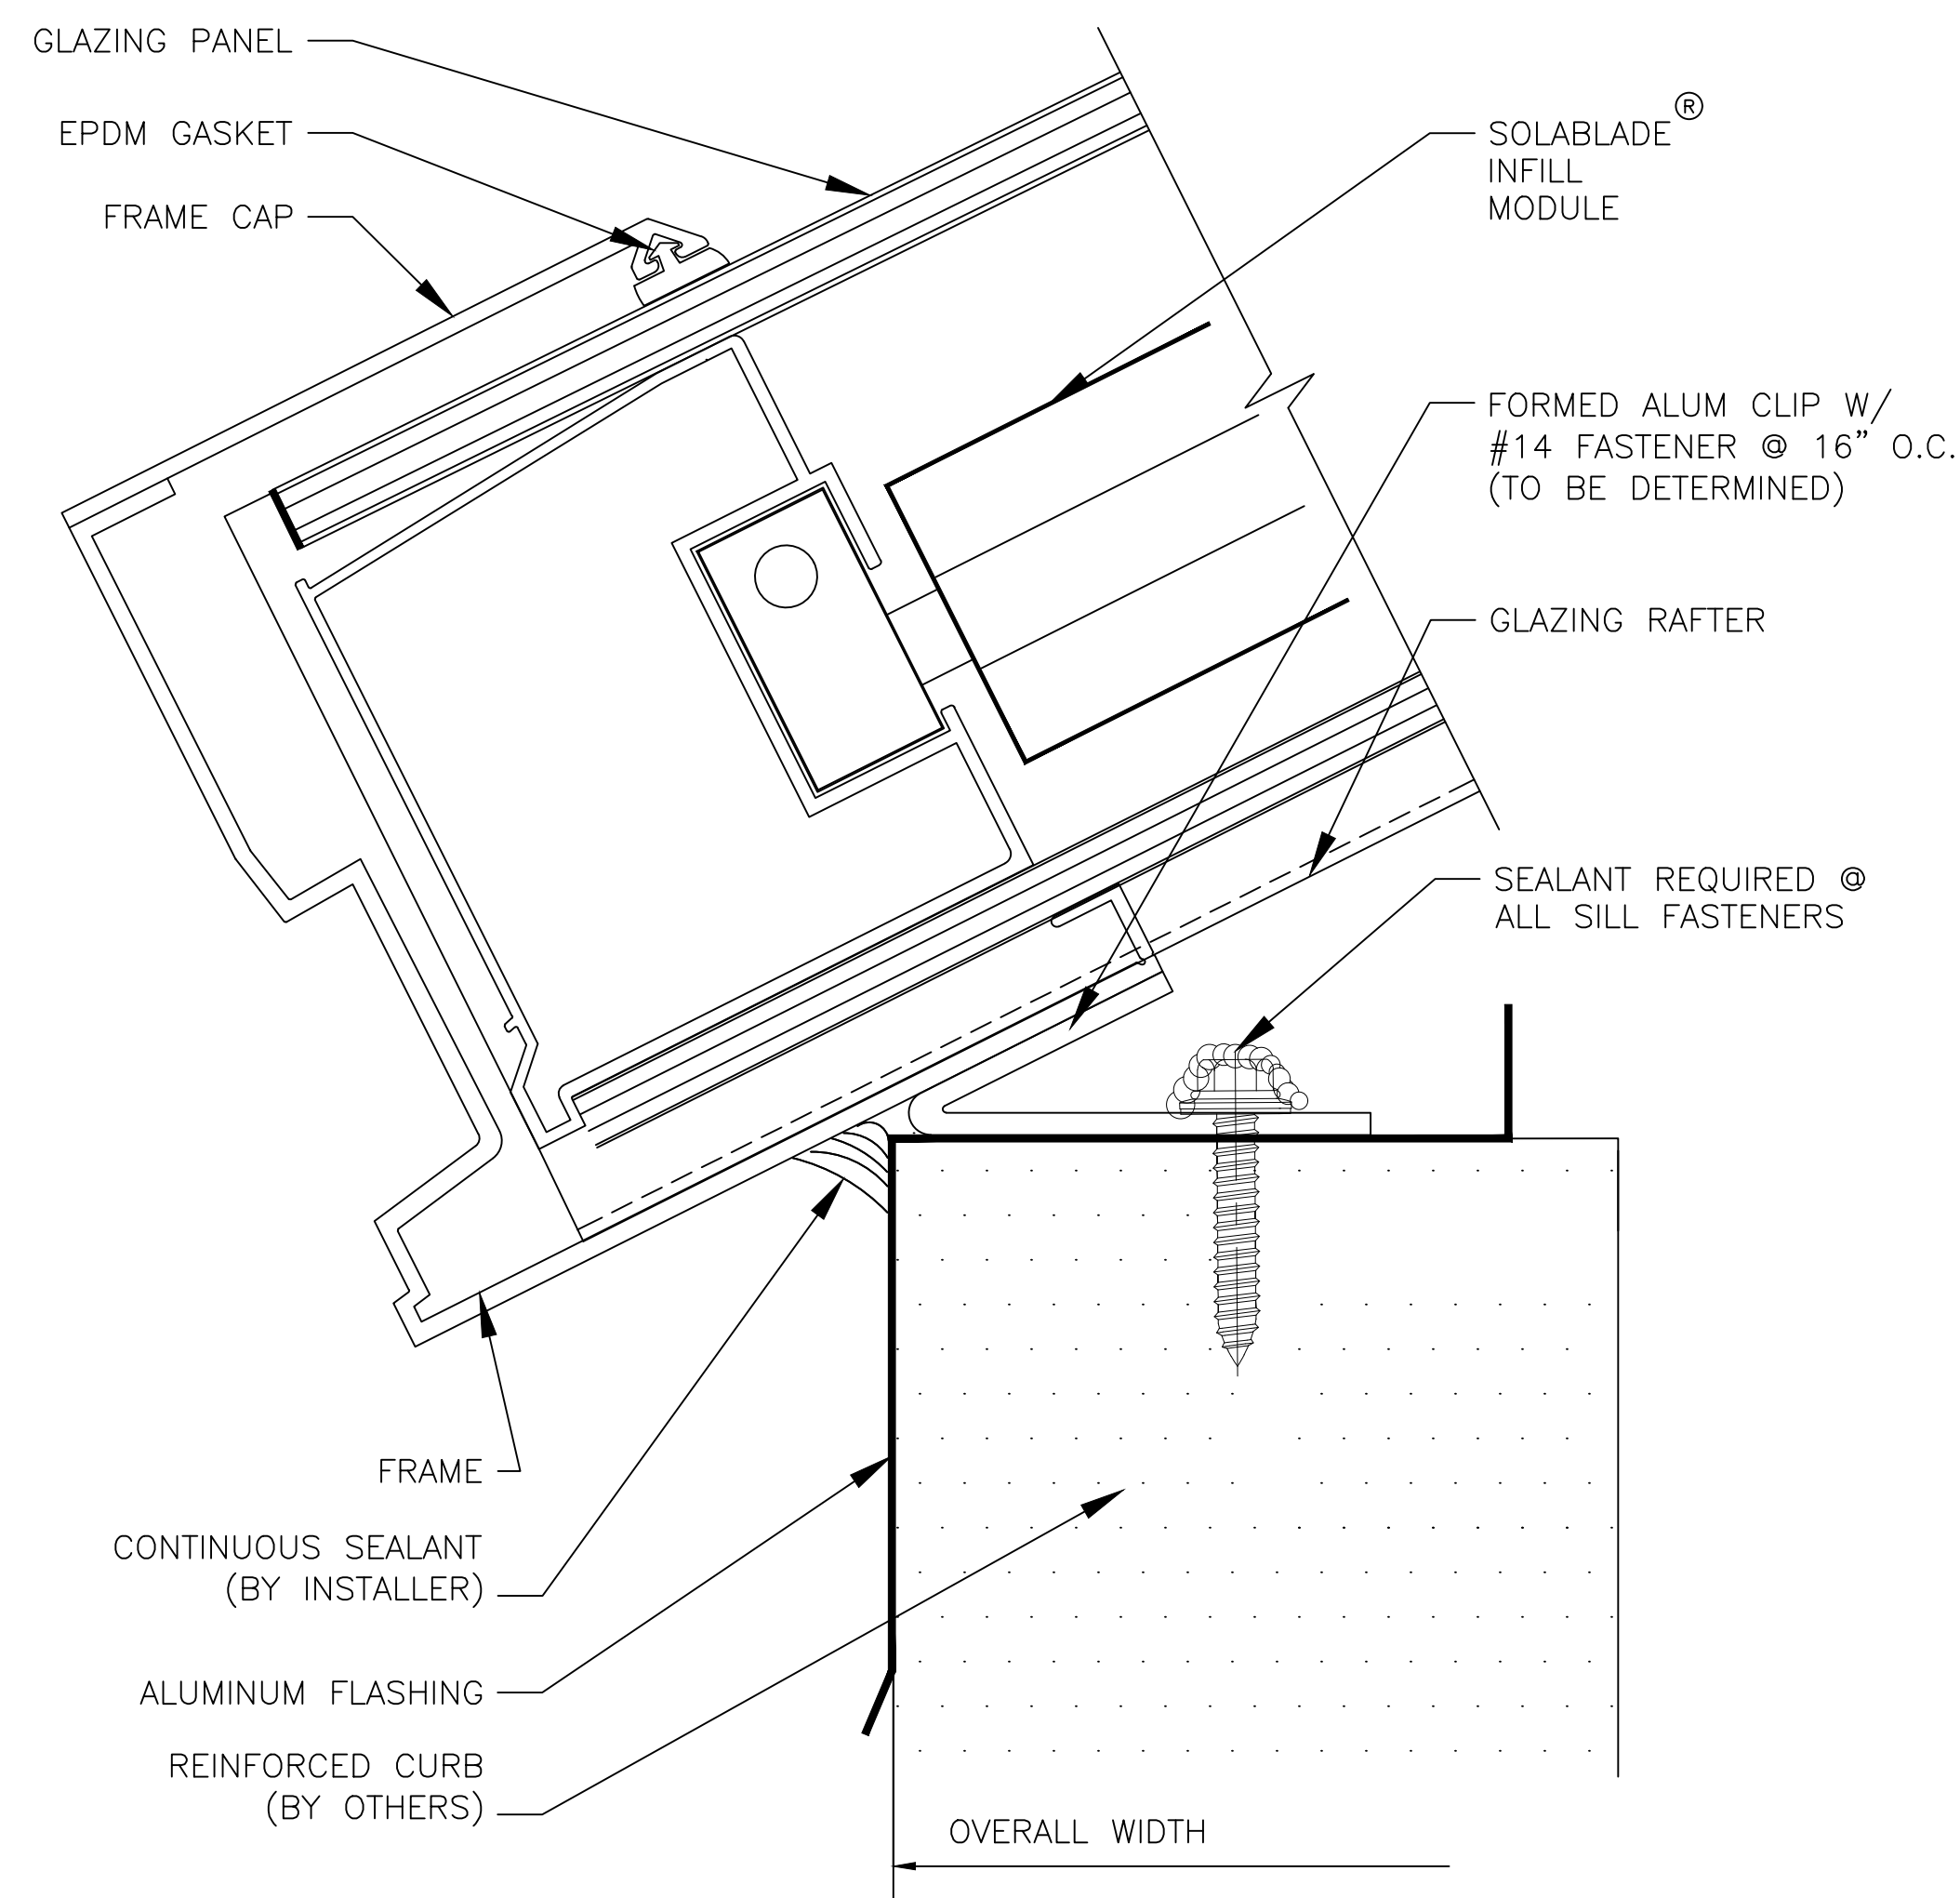 GLAZING PANEL
EPDM GASKET
FRAME CAP
SOLABLADE®
INFILL
MODULE
FORMED ALUM CLIP W/
#14 FASTENER @ 16” O.C.
(TO BE DETERMINED)
GLAZING RAFTER
SEALANT REQUIRED @
ALL SILL FASTENERS
FRAME
CONTINUOUS SEALANT
(BY INSTALLER)
ALUMINUM FLASHING
REINFORCED CURB
(BY OTHERS)
OVERALL WIDTH